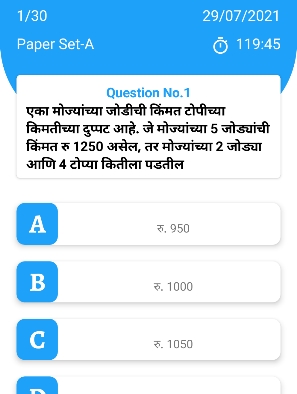 1/30 29/07/2021
Paper Set-A 119:45
Question No.1
एका मोज्यांच्या जोडीची किंमत टोपीच्या
किमतीच्या दुप्पट आहे. जे मोज्यांच्या 5 जोड्यांची
किंमत रु 1250 असेल, तर मोज्यांच्या 2 जोड्या
आणि 4 टोप्या कितीला पडतील
A रु. 950
B रु. 1000
C रु. 1050